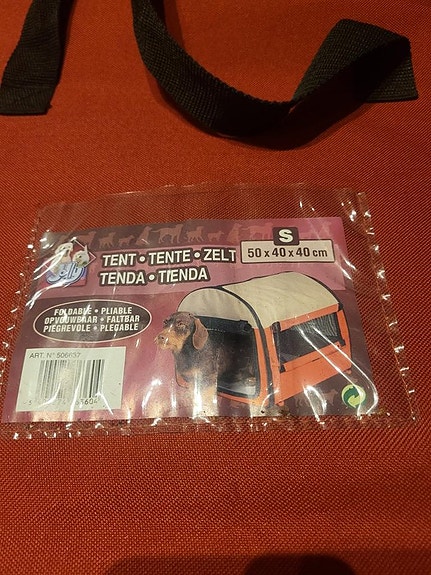 S
50 x 40 x 40 cm
TENT • TENTE • ZELT
TENDA • TIENDA
FOLDABLE • PLIABLE
OPVOUWBAAR • FALTBAR
PIEGHEVOLE • PLEGABLE
ART. N° 506637